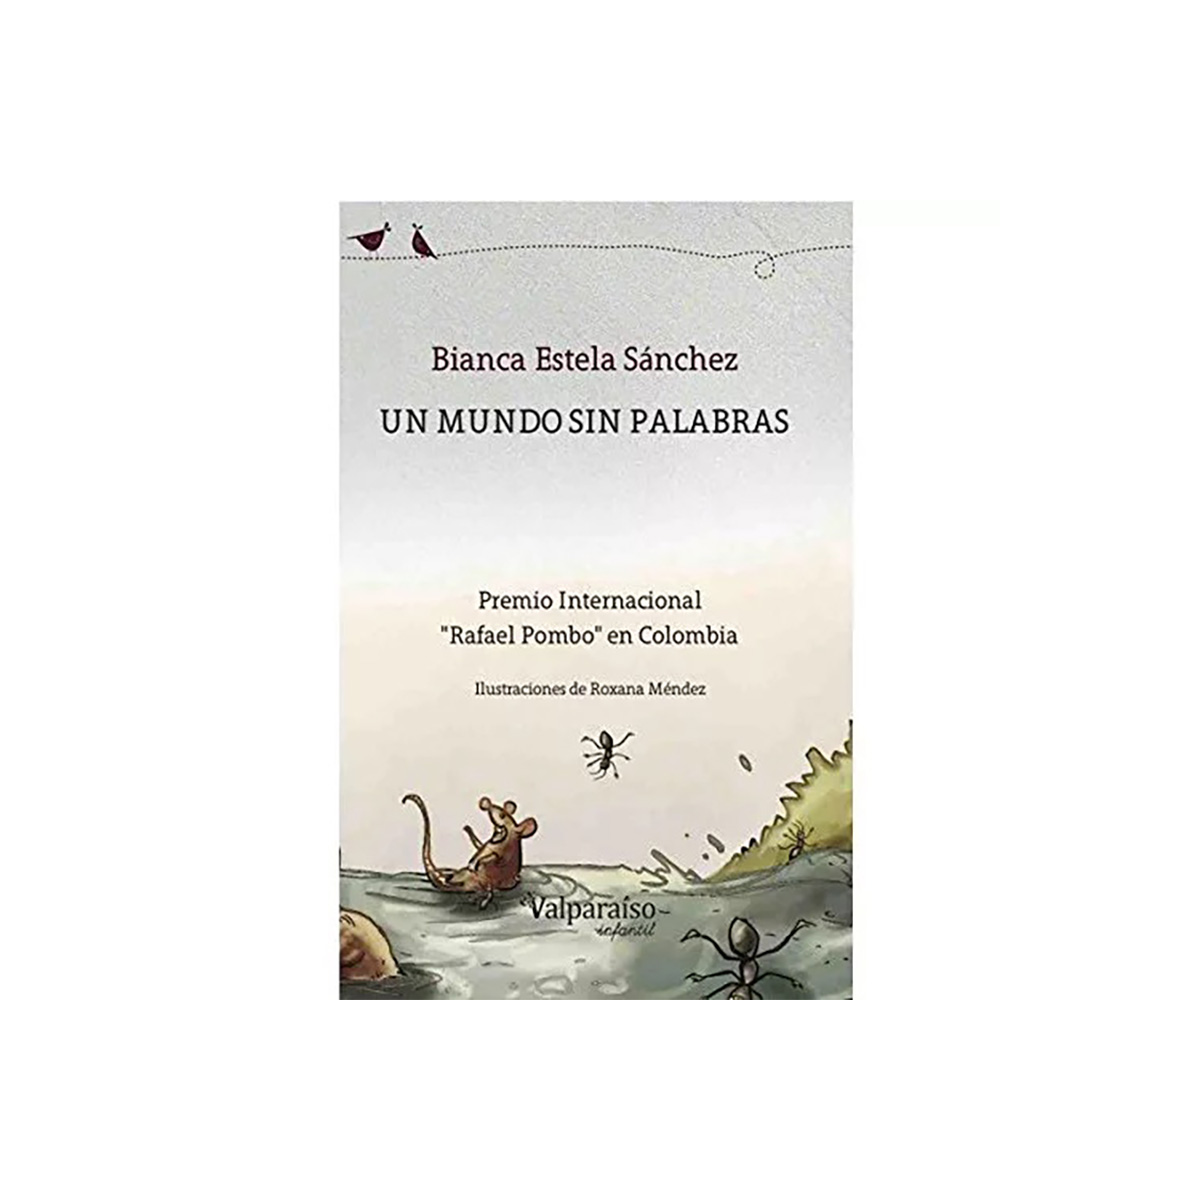 Bianca Estela Sánchez
UN MUNDO SIN PALABRAS
Premio Internacional
"Rafael Pombo" en Colombia
Ilustraciones de Roxana Méndez
Valparaíso
infantil